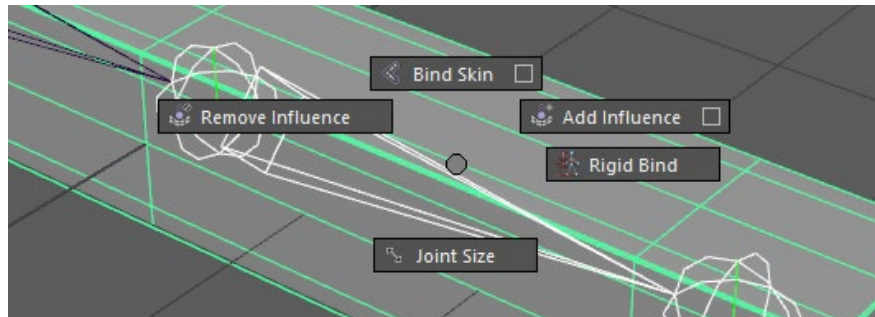 Bind Skin
Remove Influence
Add Influence
Rigid Bind
Joint Size